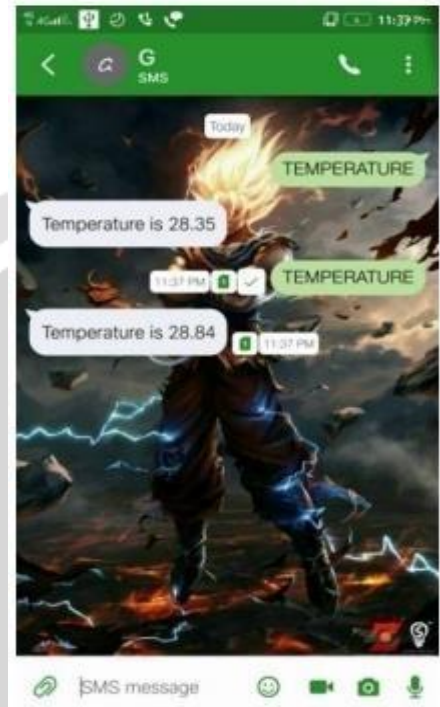 11:39 PM
G
G
SMS
Today
TEMPERATURE
Temperature is 28.35
11:37 PM
TEMPERATURE
Temperature is 28.84
11:37 PM
SMS message